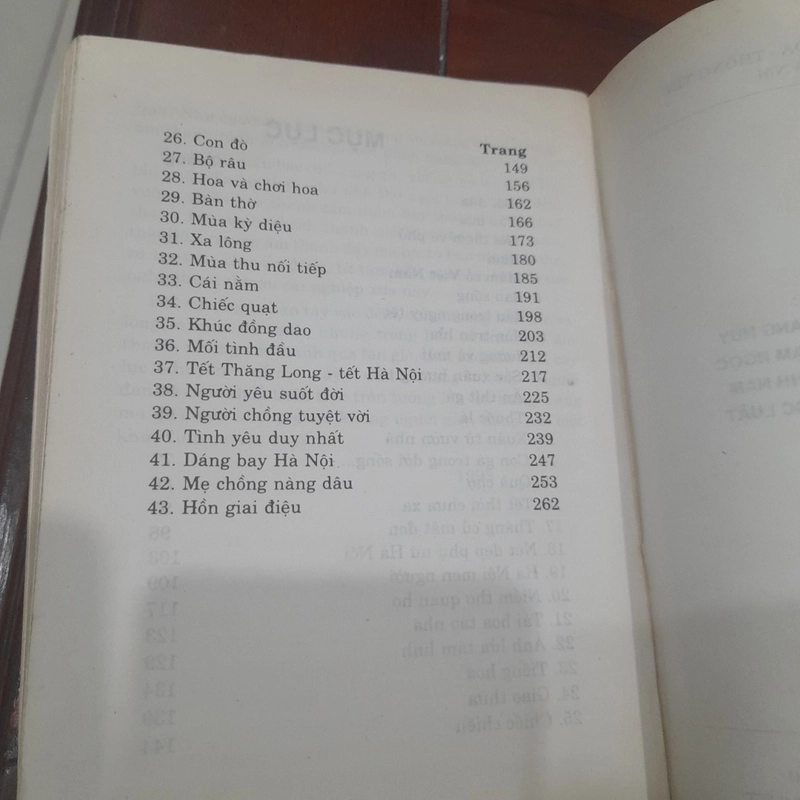 Trang
26. Con đò 149
27. Bộ râu 156
28. Hoa và chơi hoa 162
29. Bàn thờ 166
30. Mùa kỳ diệu 173
31. Xa lông 180
32. Mùa thu nối tiếp 185
33. Cái nằm 191
34. Chiếc quạt 198
35. Khúc đồng dao 203
36. Mối tình đầu 212
37. Tết Thăng Long - tết Hà Nội 217
38. Người yêu suốt đời 225
39. Người chồng tuyệt vời 232
40. Tình yêu duy nhất 239
41. Dáng bay Hà Nội 247
42. Mẹ chồng nàng dâu 253
43. Hồn giai điệu 262